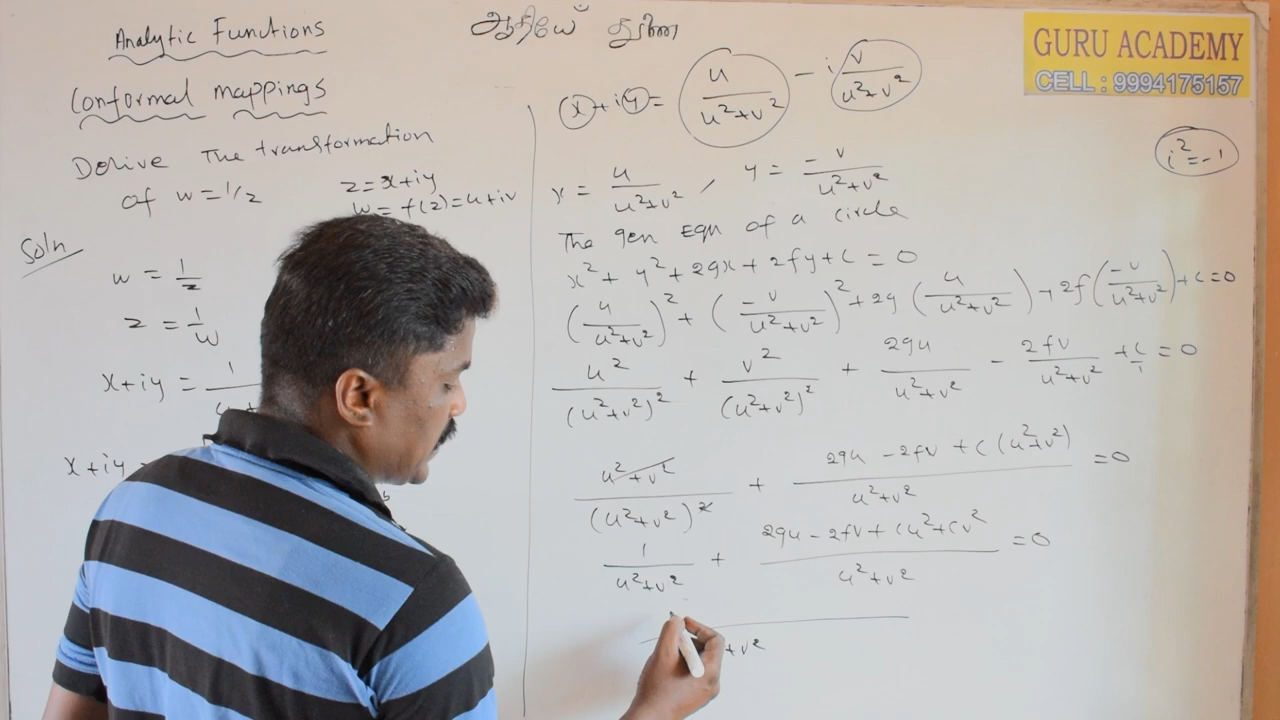 Analytic Functions
Conformal mappings
Derive The transformation
of w=1/z
z=x+iy
w=f(z)=u+iv
Soln
w = 1/z
z = 1/w
x+iy = 1/
x+iy
ஆதியே துணை
GURU ACADEMY
CELL : 9994175157
x+iy = u/(u²+v²) - i v/(u²+v²)
i²=-1
x = u/(u²+v²) , y = -v/(u²+v²)
The gen Eqn of a circle
x²+y²+2gx+2fy+c=0
(u/(u²+v²))² + (-v/(u²+v²))² + 2g (u/(u²+v²)) + 2f (-v/(u²+v²)) + c=0
u²/(u²+v²)² + v²/(u²+v²)² + 2gu/(u²+v²) - 2fv/(u²+v²) + c/1 = 0
(u²+v²)/(u²+v²)² + (2gu-2fv+c(u²+v²))/(u²+v²) = 0
1/(u²+v²) + (2gu-2fv+cu²+cv²)/(u²+v²) = 0
+v²